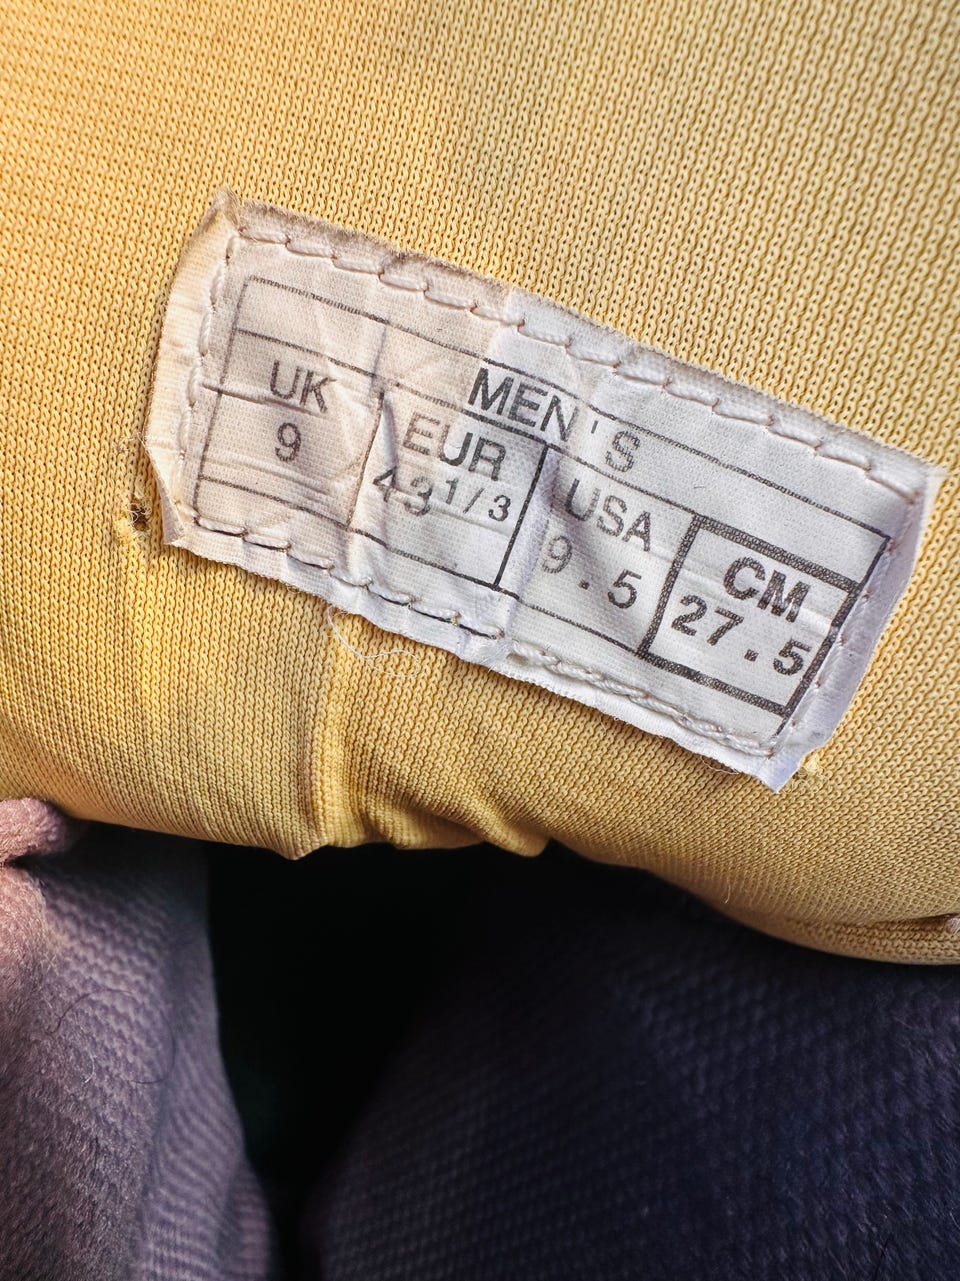 MEN'S
UK EUR USA CM
9 43 1/3 9.5 27.5